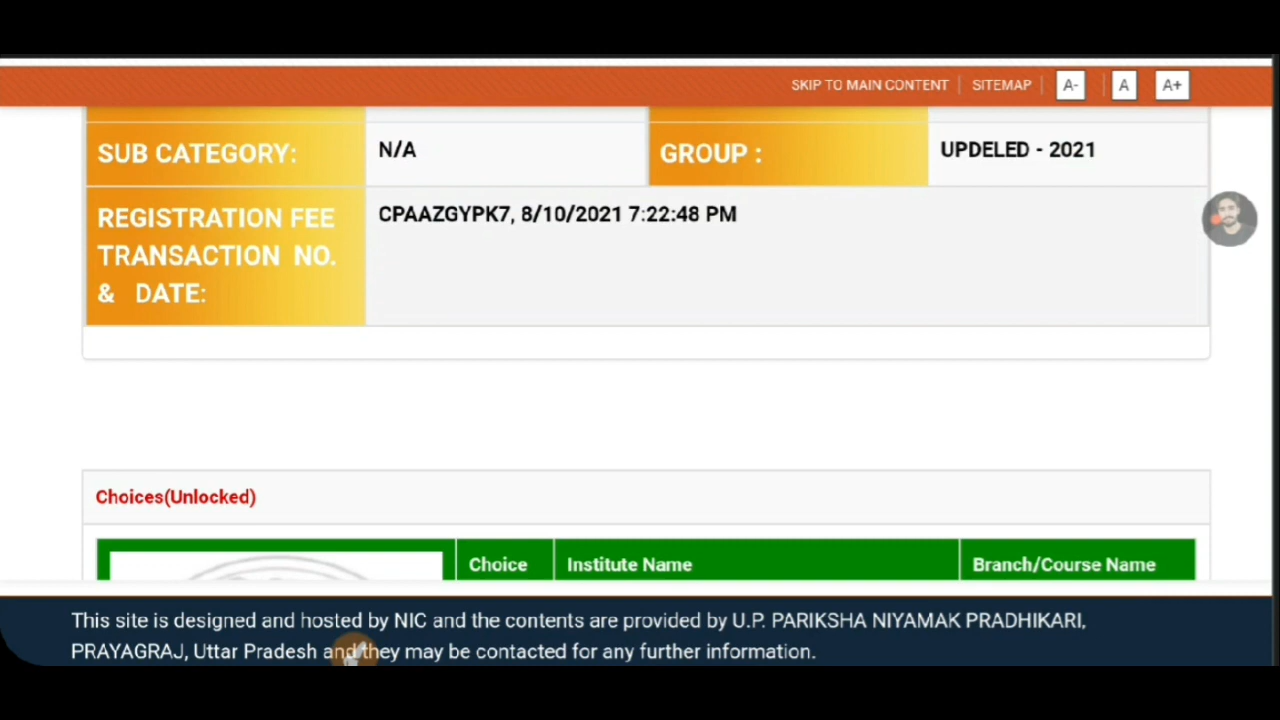 SKIP TO MAIN CONTENT SITEMAP A- A A+
SUB CATEGORY: N/A GROUP : UPDELED - 2021
REGISTRATION FEE CPAAZGYPK7, 8/10/2021 7:22:48 PM
TRANSACTION NO.
& DATE:
Choices(Unlocked)
Choice Institute Name Branch/Course Name
This site is designed and hosted by NIC and the contents are provided by U.P. PARIKSHA NIYAMAK PRADHIKARI,
PRAYAGRAJ, Uttar Pradesh and they may be contacted for any further information.